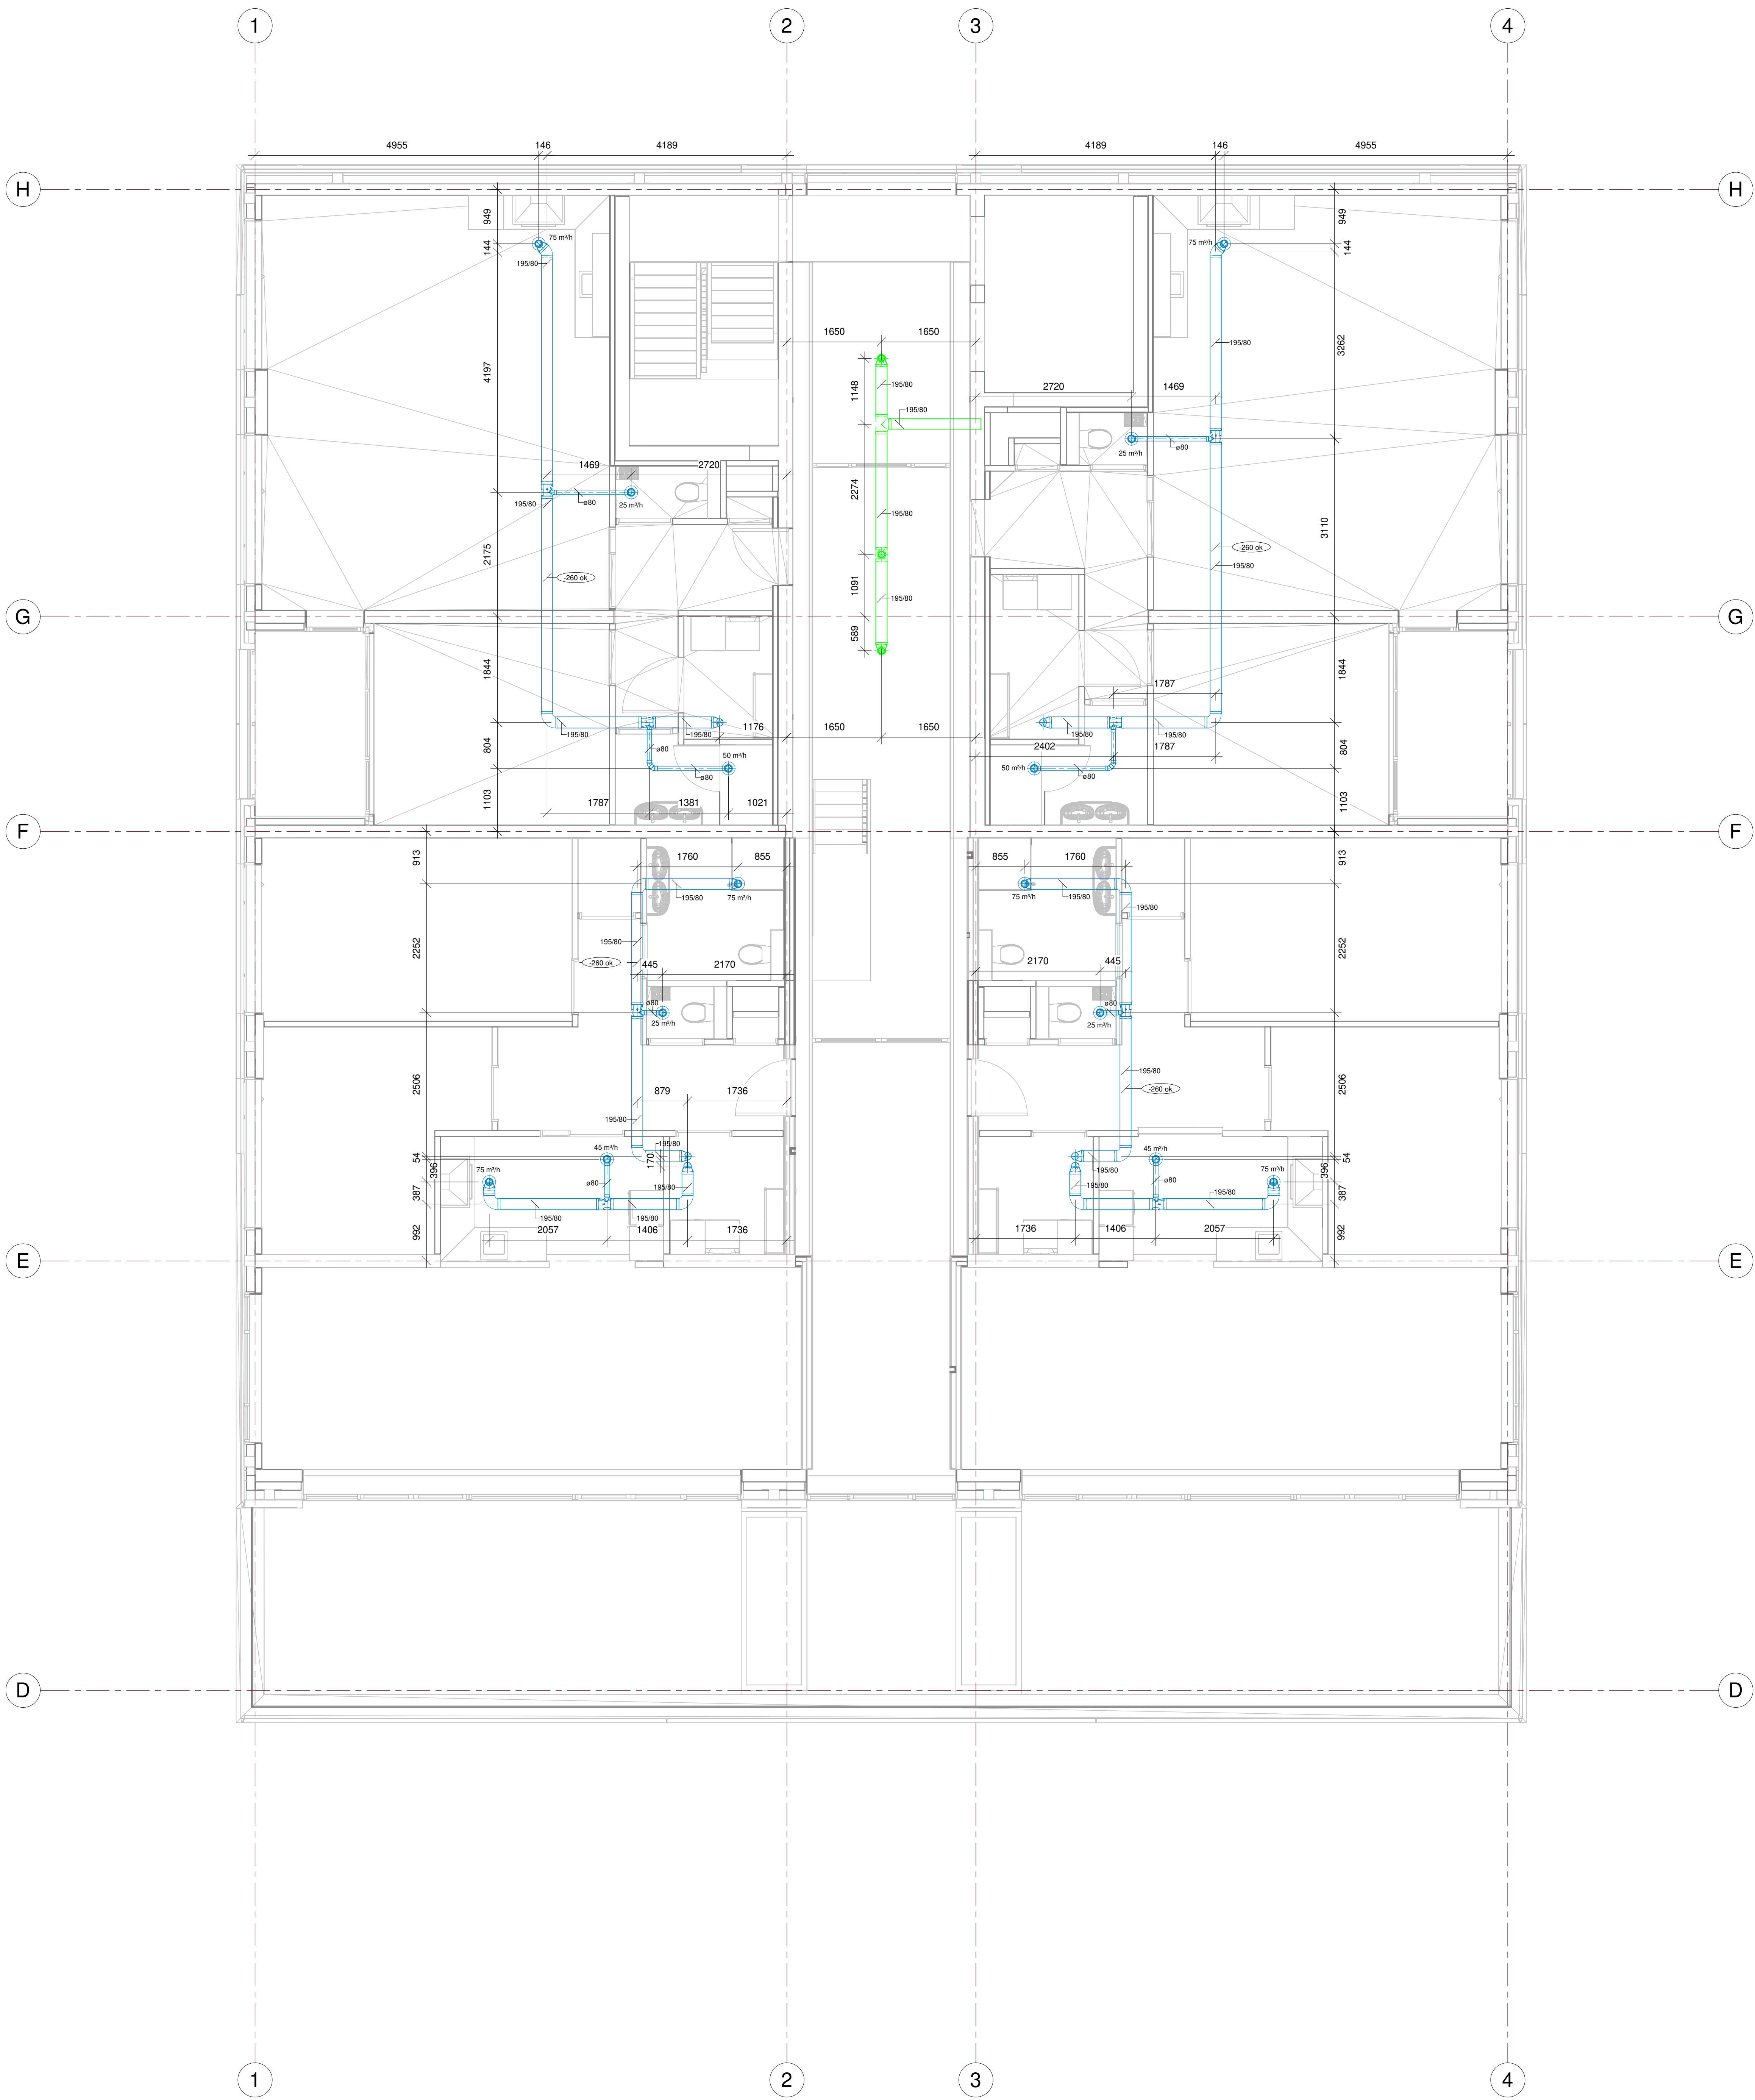 1 2 3 4
4955 146 4189 4189 146 4955
H H
949 75 m³/h 75 m³/h 949
144 144
195/80
1650 1650
195/80 3262
4197 1148 195/80 2720 1469
195/80
ø80
25 m³/h
1469 2720
195/80 ø80 25 m³/h
2274 195/80
2175 -260 ok -260 ok 3110
195/80
1091 195/80
G G
589
1844 1844
1787
195/80 195/80 1176 1650 1650 195/80 195/80
804 ø80 2402 1787 804
50 m³/h 50 m³/h ø80
ø80
1103 1787 1381 1021 1103
F F
913 1760 855 855 1760 913
195/80 75 m³/h 75 m³/h 195/80
195/80
2252 195/80 2252
-260 ok 445 2170 2170 445
ø80 ø80
25 m³/h 25 m³/h
195/80
2506 879 1736 -260 ok 2506
195/80
54 45 m³/h 195/80 45 m³/h 54
396 75 m³/h 170 195/80 75 m³/h 396
387 ø80 195/80 195/80 ø80 195/80 387
195/80 195/80
992 2057 1406 1736 1736 1406 2057 992
E E
D D
1 2 3 4